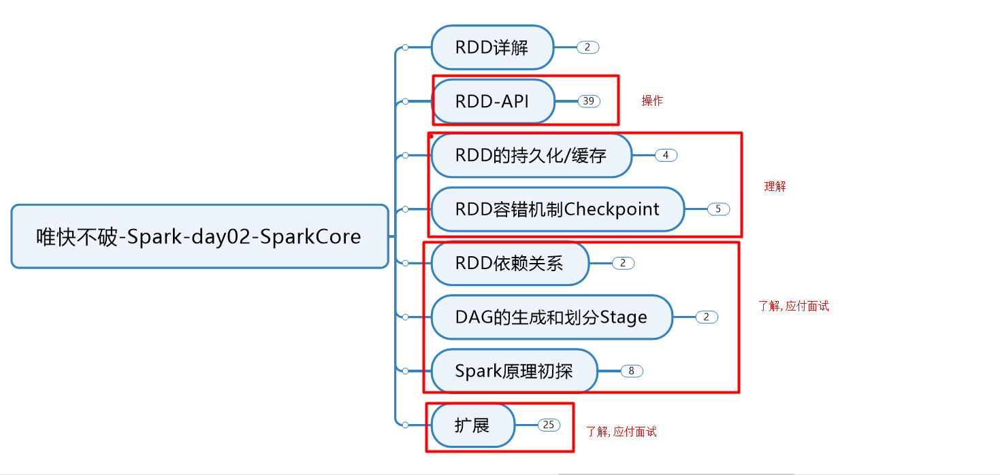 RDD详解
2
RDD-API
39
操作
RDD的持久化/缓存
4
理解
RDD容错机制Checkpoint
5
唯快不破-Spark-day02-SparkCore
RDD依赖关系
2
了解,应付面试
DAG的生成和划分Stage
2
Spark原理初探
8
扩展
25
了解,应付面试